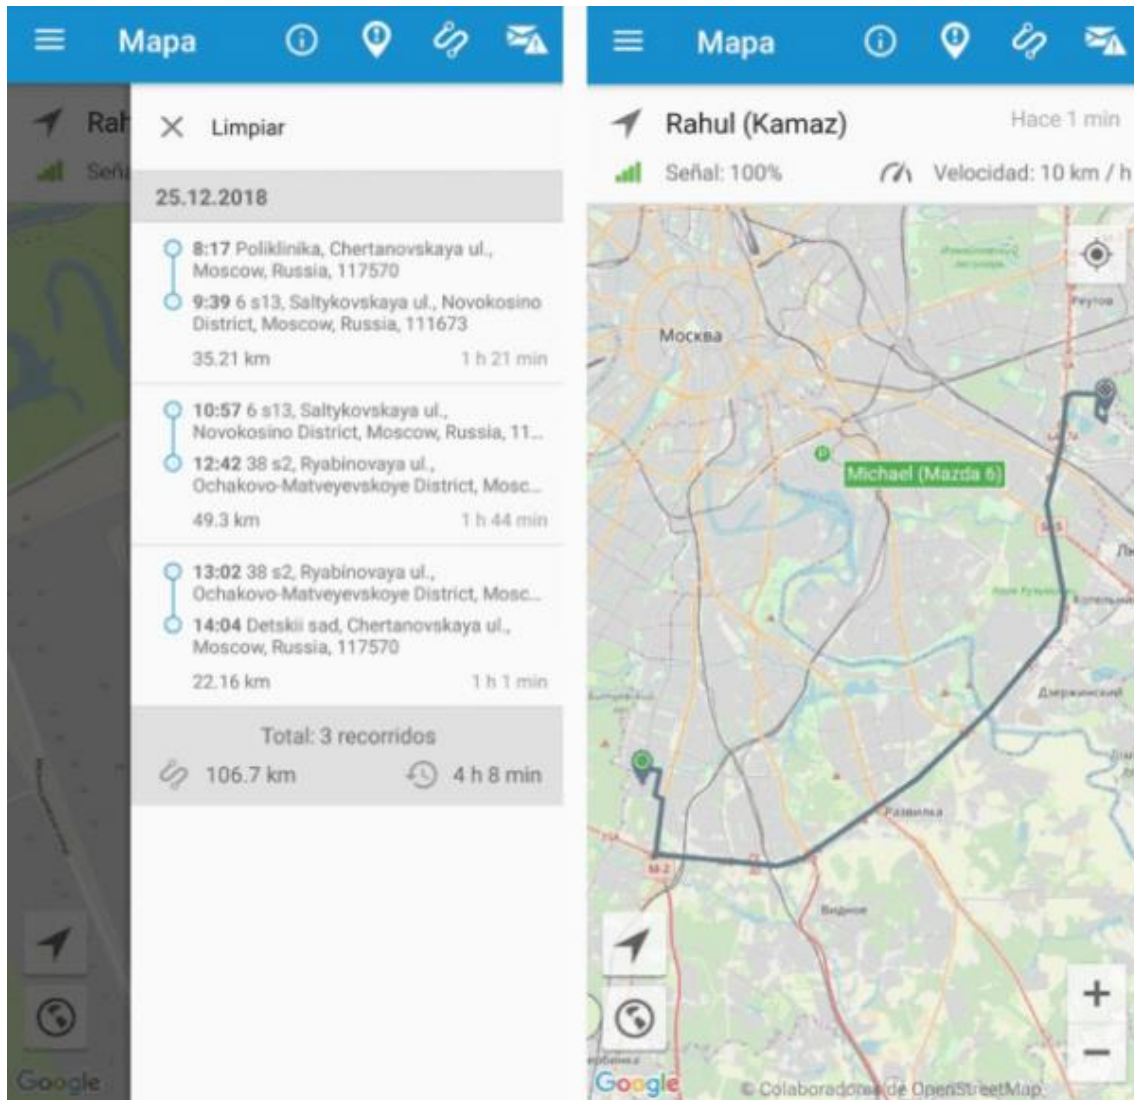 Mapa
Rah
Seña
Limpiar
25.12.2018
8:17 Poliklinika, Chertanovskaya ul.,
Moscow, Russia, 117570
9:39 6 s13, Saltykovskaya ul., Novokosino
District, Moscow, Russia, 111673
35.21 km 1 h 21 min
10:57 6 s13, Saltykovskaya ul.,
Novokosino District, Moscow, Russia, 11...
12:42 38 s2, Ryabinovaya ul.,
Ochakovo-Matveyevskoye District, Mosc...
49.3 km 1 h 44 min
13:02 38 s2, Ryabinovaya ul.,
Ochakovo-Matveyevskoye District, Mosc...
14:04 Detskii sad, Chertanovskaya ul.,
Moscow, Russia, 117570
22.16 km 1 h 1 min
Total: 3 recorridos
106.7 km 4 h 8 min
Google
Mapa
Rahul (Kamaz) Hace 1 min
Señal: 100% Velocidad: 10 km / h
Реутов
Москва
P
Michael (Mazda 6)
Дзержинский
Развилка
М-2
Видное
Google
© Colaboradores de OpenStreetMap